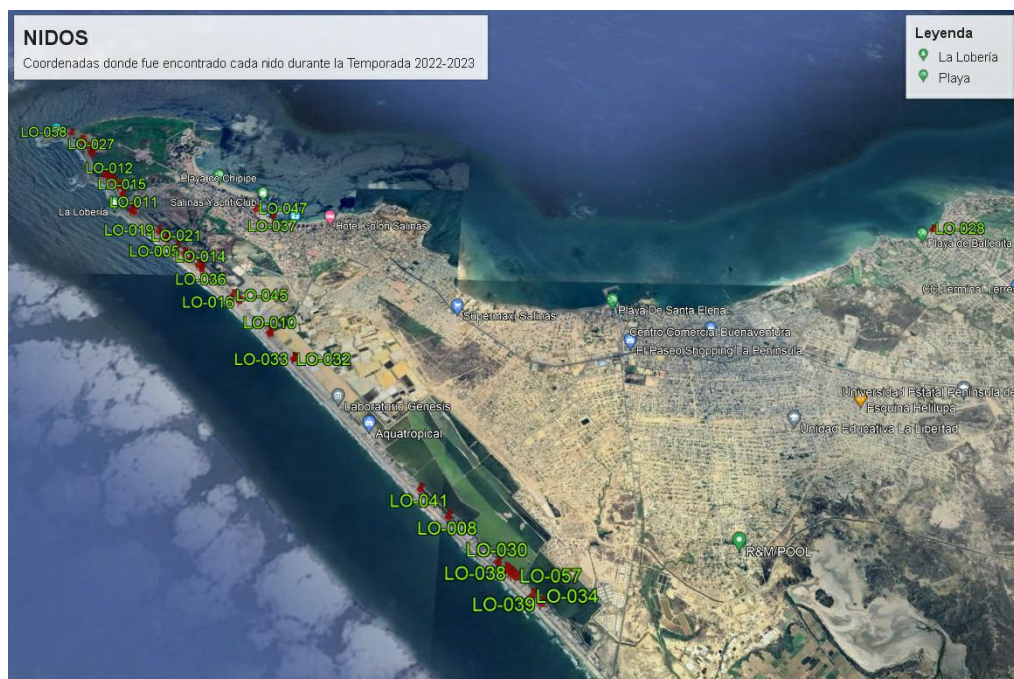 NIDOS
Coordenadas donde fue encontrado cada nido durante la Temporada 2022-2023
Leyenda
La Lobería
Playa
LO-058
LO-027
LO-012
Playa de Chipipe
LO-015
LO-011
Salinas Yacht Club
LO-047
La Lobería
LO-037
Hotel Colón Salinas
LO-028
LO-019
LO-021
Playa de Ballenita
LO-005
LO-014
LO-036
LO-045
LO-016
Supermaxi Salinas
Playa De Santa Elena
LO-010
Centro Comercial Buenaventura
El Paseo Shopping La Península
LO-033
LO-032
Universidad Estatal Península de
Laboratorio Genesis
Esquina Helllupa
Aquatropical
Unidad Educativa La Libertad
LO-041
LO-008
LO-030
R&M POOL
LO-038
LO-057
LO-039
LO-034